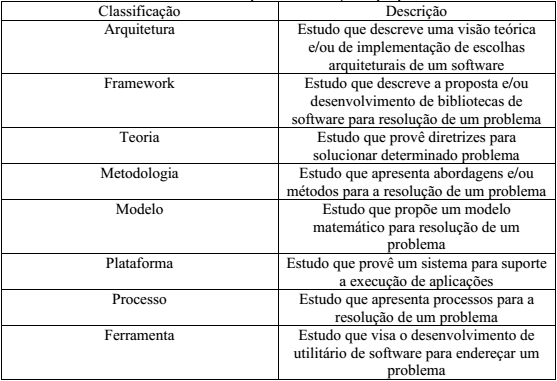 Classificação Descrição
Arquitetura Estudo que descreve uma visão teórica
e/ou de implementação de escolhas
arquiteturais de um software
Framework Estudo que descreve a proposta e/ou
desenvolvimento de bibliotecas de
software para resolução de um problema
Teoria Estudo que provê diretrizes para
solucionar determinado problema
Metodologia Estudo que apresenta abordagens e/ou
métodos para a resolução de um problema
Modelo Estudo que propõe um modelo
matemático para resolução de um
problema
Plataforma Estudo que provê um sistema para suporte
a execução de aplicações
Processo Estudo que apresenta processos para a
resolução de um problema
Ferramenta Estudo que visa o desenvolvimento de
utilitário de software para endereçar um
problema